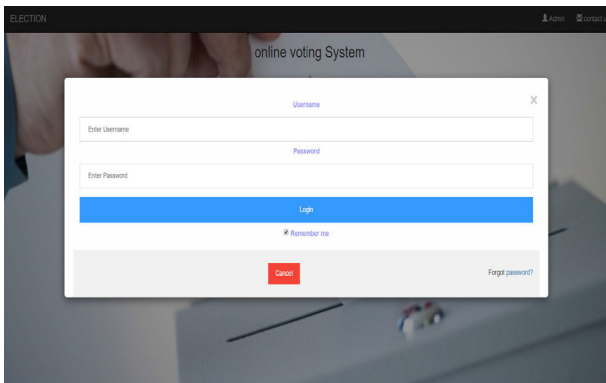 ELECTION Admin contact u
online voting System
X
Username
Enter Username
Password
Enter Password
Login
Remember me
Cancel Forgot password?